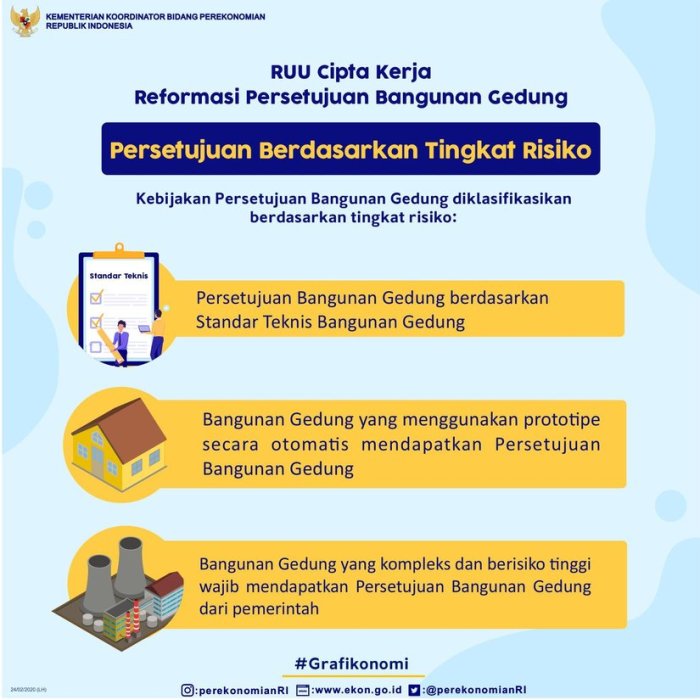 KEMENTERIAN KOORDINATOR BIDANG PEREKONOMIAN
REPUBLIK INDONESIA
RUU Cipta Kerja
Reformasi Persetujuan Bangunan Gedung
Persetujuan Berdasarkan Tingkat Risiko
Kebijakan Persetujuan Bangunan Gedung diklasifikasikan
berdasarkan tingkat risiko:
Standar Teknis
Persetujuan Bangunan Gedung berdasarkan
Standar Teknis Bangunan Gedung
Bangunan Gedung yang menggunakan prototipe
secara otomatis mendapatkan Persetujuan
Bangunan Gedung
Bangunan Gedung yang kompleks dan berisiko tinggi
wajib mendapatkan Persetujuan Bangunan Gedung
dari pemerintah
#Grafikonomi
24/02/2020 (LH)
:perekonomianRI :www.ekon.go.id :@perekonomianRI